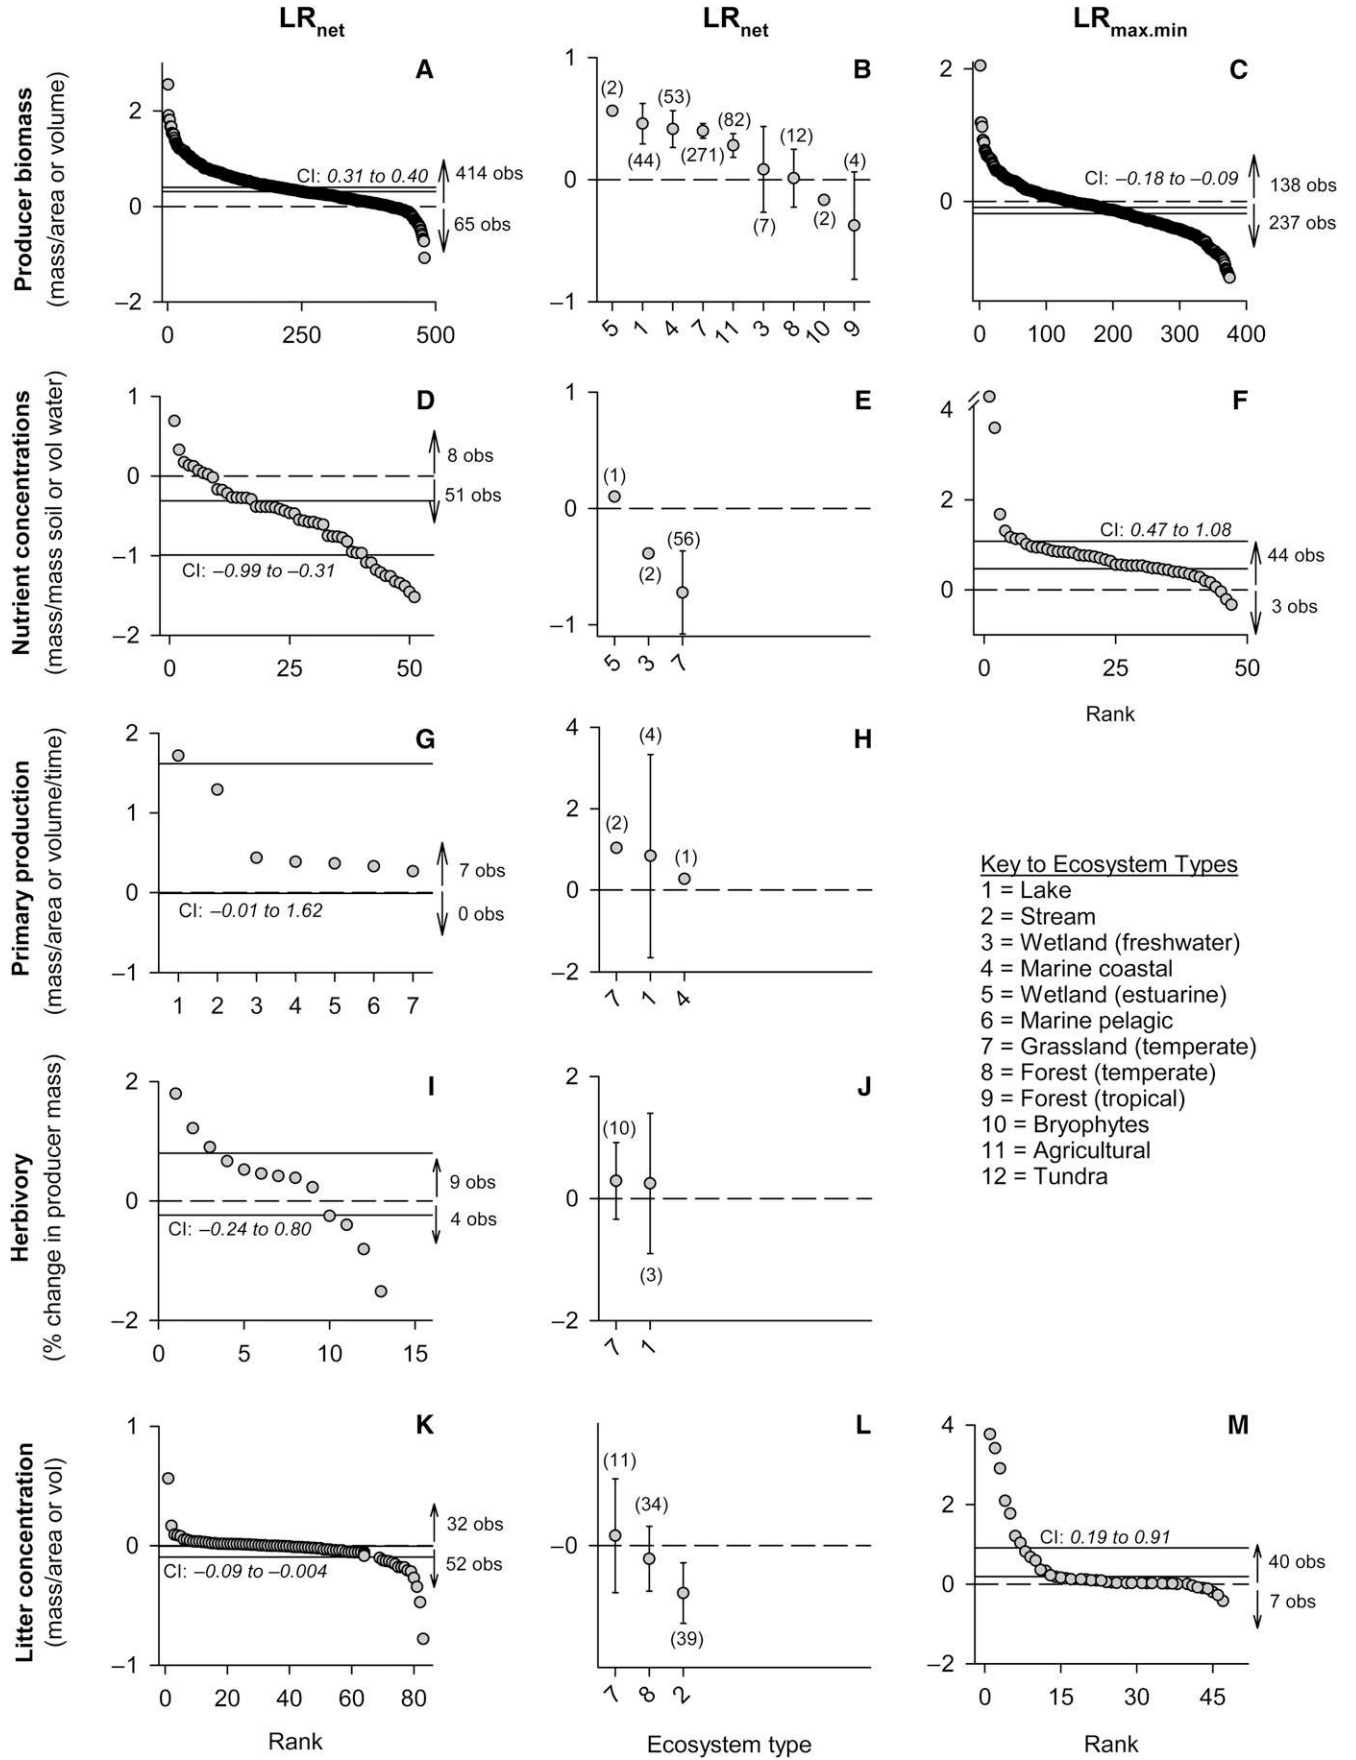 LRnet
LRnet
LRmax.min
Producer biomass
(mass/area or volume)
A
2
0
–2
CI: 0.31 to 0.40
414 obs
65 obs
0 250 500
B
1
0
–1
(2)
(44)
(53)
(271)
(82)
(7)
(12)
(2)
(4)
5 1 4 7 11 3 8 10 9
C
2
0
CI: –0.18 to –0.09
138 obs
237 obs
0 100 200 300 400
Nutrient concentrations
(mass/mass soil or vol water)
D
1
0
–1
–2
8 obs
51 obs
CI: –0.99 to –0.31
0 25 50
E
1
0
–1
(1)
(2)
(56)
5 3 7
F
4
2
0
CI: 0.47 to 1.08
44 obs
3 obs
0 25 50
Rank
Primary production
(mass/area or volume/time)
G
2
1
0
–1
7 obs
0 obs
CI: –0.01 to 1.62
1 2 3 4 5 6 7
H
4
2
0
–2
(2)
(4)
(1)
7 1 4
Key to Ecosystem Types
1 = Lake
2 = Stream
3 = Wetland (freshwater)
4 = Marine coastal
5 = Wetland (estuarine)
6 = Marine pelagic
7 = Grassland (temperate)
8 = Forest (temperate)
9 = Forest (tropical)
10 = Bryophytes
11 = Agricultural
12 = Tundra
Herbivory
(% change in producer mass)
I
2
0
–2
9 obs
4 obs
CI: –0.24 to 0.80
0 5 10 15
J
2
0
–2
(10)
(3)
7 1
Litter concentration
(mass/area or vol)
K
1
0
–1
32 obs
52 obs
CI: –0.09 to –0.004
0 20 40 60 80
Rank
L
–0
(11)
(34)
(39)
7 8 2
Ecosystem type
M
4
2
0
–2
CI: 0.19 to 0.91
40 obs
7 obs
0 15 30 45
Rank